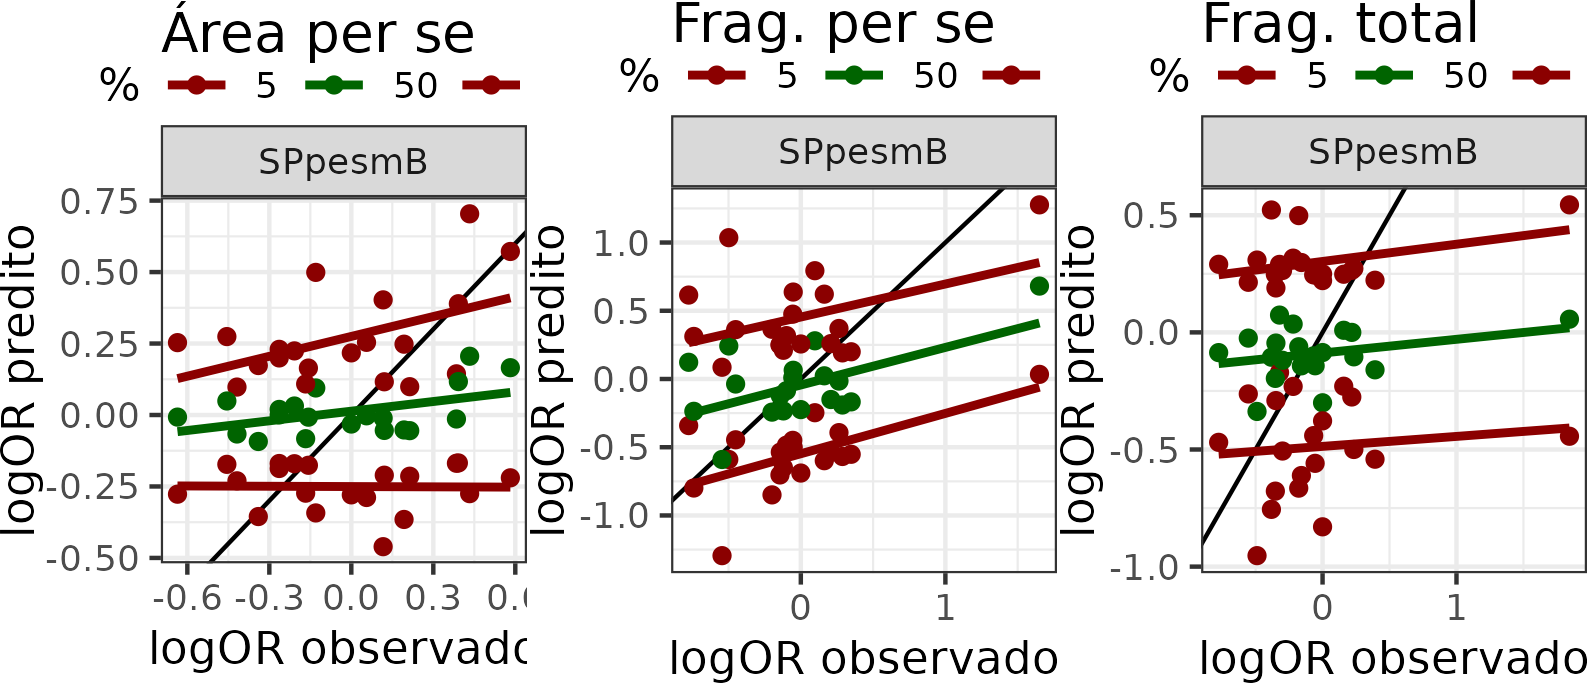 Área per se
% 5 50
SPpesmB
logOR predito
0.75
0.50
0.25
0.00
-0.25
-0.50
-0.6 -0.3 0.0 0.3
logOR observado
Frag. per se
% 5 50
SPpesmB
logOR predito
1.0
0.5
0.0
-0.5
-1.0
0 1
logOR observado
Frag. total
% 5 50
SPpesmB
logOR predito
0.5
0.0
-0.5
-1.0
0 1
logOR observado